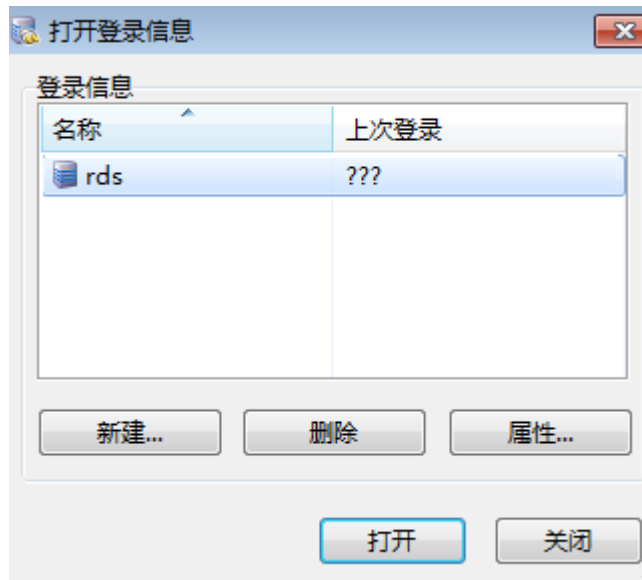 打开登录信息
登录信息
名称 上次登录
rds ???
新建... 删除 属性...
打开 关闭